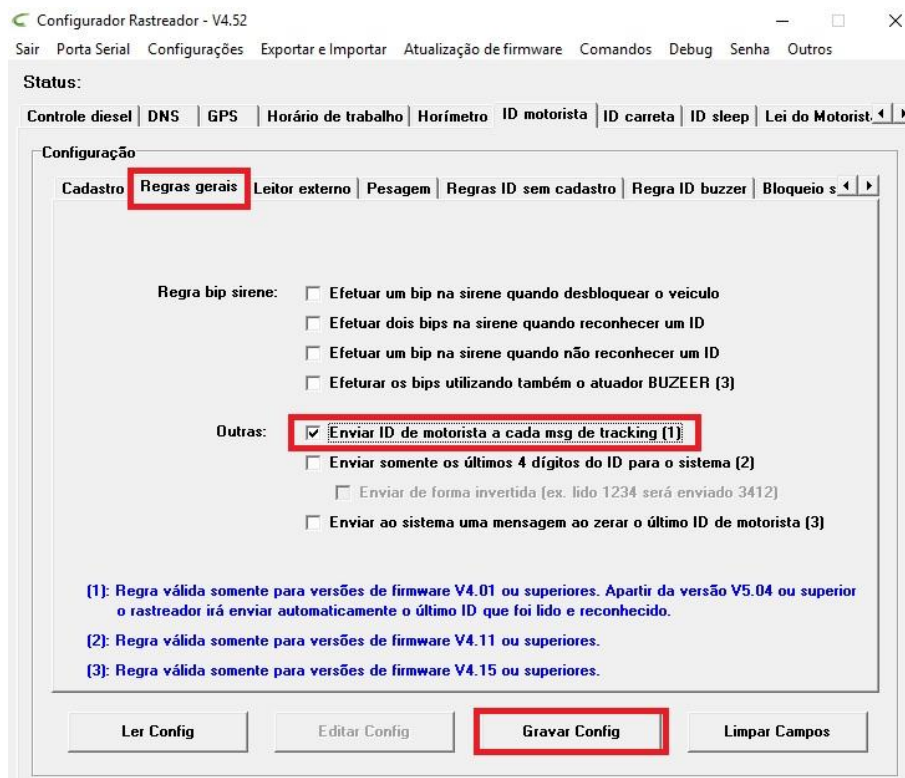 Configurador Rastreador - V4.52
Sair Porta Serial Configurações Exportar e Importar Atualização de firmware Comandos Debug Senha Outros
Status:
Controle diesel DNS GPS Horário de trabalho Horímetro ID motorista ID carreta ID sleep Lei do Motorist
Configuração
Cadastro Regras gerais Leitor externo Pesagem Regras ID sem cadastro Regra ID buzzer Bloqueio s
Regra bip sirene: Efetuar um bip na sirene quando desbloquear o veiculo
Efetuar dois bips na sirene quando reconhecer um ID
Efetuar um bip na sirene quando não reconhecer um ID
Efeturar os bips utilizando também o atuador BUZEER (3)
Outras: Enviar ID de motorista a cada msg de tracking (1)
Enviar somente os últimos 4 dígitos do ID para o sistema (2)
Enviar de forma invertida (ex. lido 1234 será enviado 3412)
Enviar ao sistema uma mensagem ao zerar o último ID de motorista (3)
(1): Regra válida somente para versões de firmware V4.01 ou superiores. Apartir da versão V5.04 ou superior
o rastreador irá enviar automaticamente o último ID que foi lido e reconhecido.
(2): Regra válida somente para versões de firmware V4.11 ou superiores.
(3): Regra válida somente para versões de firmware V4.15 ou superiores.
Ler Config Editar Config Gravar Config Limpar Campos